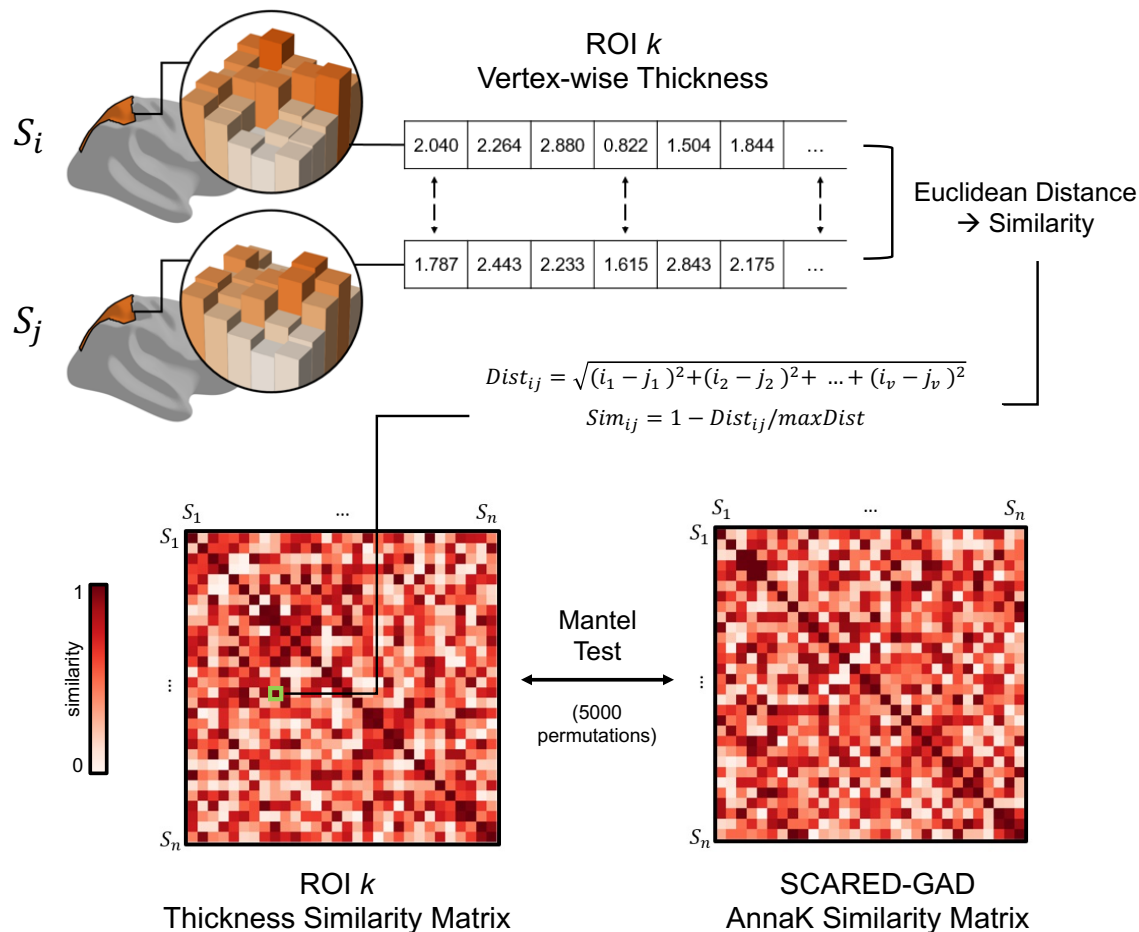 ROI k
Vertex-wise Thickness
S_i
2.040 2.264 2.880 0.822 1.504 1.844 ...
Euclidean Distance
→ Similarity
S_j
1.787 2.443 2.233 1.615 2.843 2.175 ...
Dist_ij = √((i_1 − j_1)^2+(i_2 − j_2)^2+ ... + (i_v − j_v)^2)
Sim_ij = 1 − Dist_ij/maxDist
S_1 ... S_n
S_1
...
S_n
1
similarity
0
Mantel
Test
(5000
permutations)
S_1 ... S_n
S_1
...
S_n
ROI k
Thickness Similarity Matrix
SCARED-GAD
AnnaK Similarity Matrix